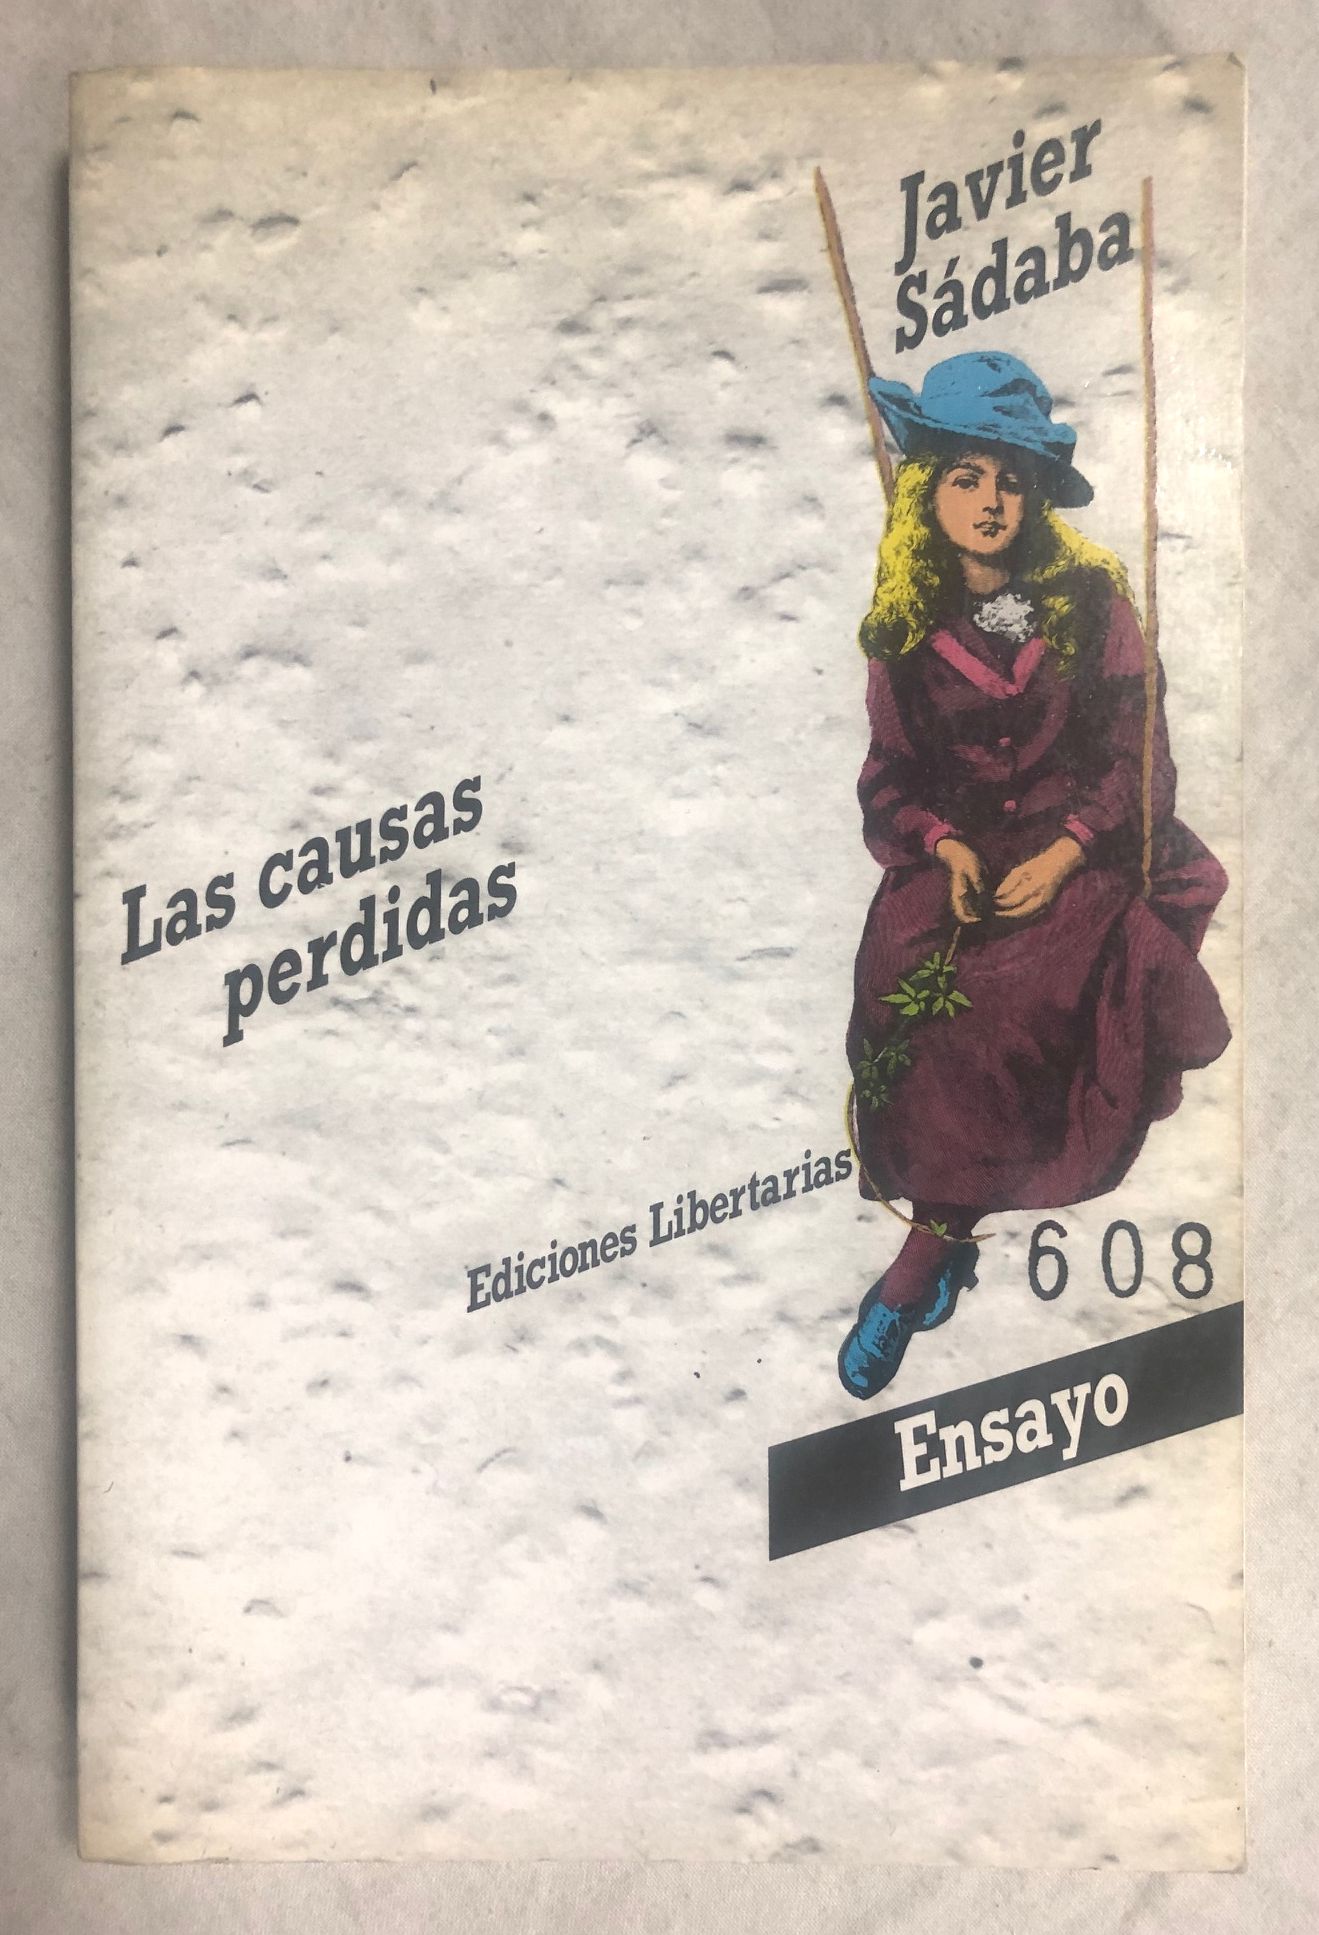 Javier
Sádaba
Las causas
perdidas
Ediciones Libertarias
608
Ensayo